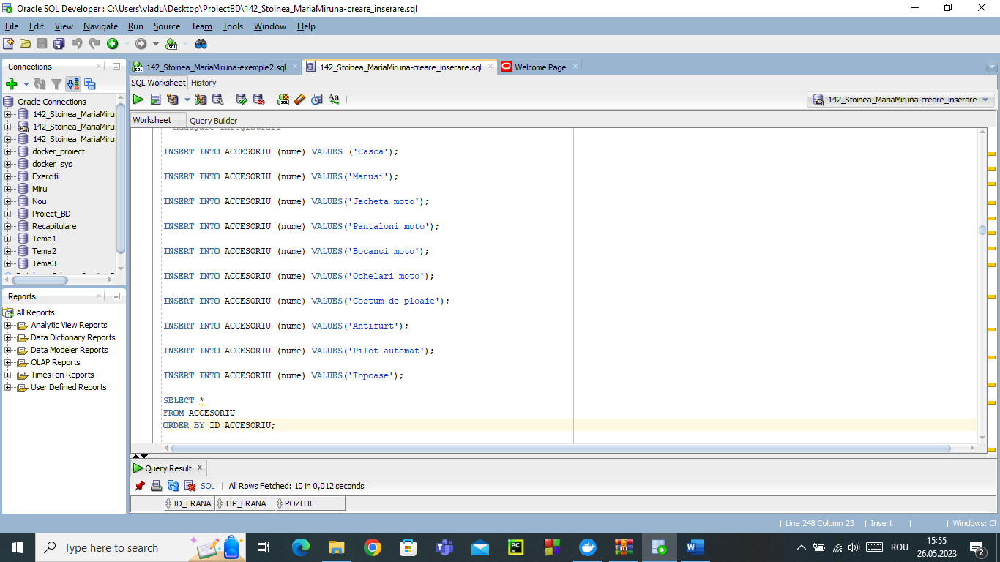 Oracle SQL Developer : C:\Users\vladu\Desktop\ProiectBD\142_Stoinea_MariaMiruna-creare_inserare.sql
File Edit View Navigate Run Source Team Tools Window Help
Connections
Oracle Connections
142_Stoinea_MariaMiru
142_Stoinea_MariaMiru
142_Stoinea_MariaMiru
docker_proiect
docker_sys
Exercitii
Miru
Nou
Proiect_BD
Recapitulare
Tema1
Tema2
Tema3
Reports
All Reports
Analytic View Reports
Data Dictionary Reports
Data Modeler Reports
OLAP Reports
TimesTen Reports
User Defined Reports
142_Stoinea_MariaMiruna-exemple2.sql
142_Stoinea_MariaMiruna-creare_inserare.sql
Welcome Page
SQL Worksheet History
142_Stoinea_MariaMiruna-creare_inserare
Worksheet Query Builder
INSERT INTO ACCESORIU (nume) VALUES ('Casca');
INSERT INTO ACCESORIU (nume) VALUES('Manusi');
INSERT INTO ACCESORIU (nume) VALUES('Jacheta moto');
INSERT INTO ACCESORIU (nume) VALUES('Pantaloni moto');
INSERT INTO ACCESORIU (nume) VALUES('Bocanci moto');
INSERT INTO ACCESORIU (nume) VALUES('Ochelari moto');
INSERT INTO ACCESORIU (nume) VALUES('Costum de ploaie');
INSERT INTO ACCESORIU (nume) VALUES('Antifurt');
INSERT INTO ACCESORIU (nume) VALUES('Pilot automat');
INSERT INTO ACCESORIU (nume) VALUES('Topcase');
SELECT *
FROM ACCESORIU
ORDER BY ID_ACCESORIU;
Query Result
SQL | All Rows Fetched: 10 in 0,012 seconds
ID_FRANA TIP_FRANA POZITIE
| Line 248 Column 23 | Insert | | Windows: CF
Type here to search
ROU
15:55
26.05.2023
2